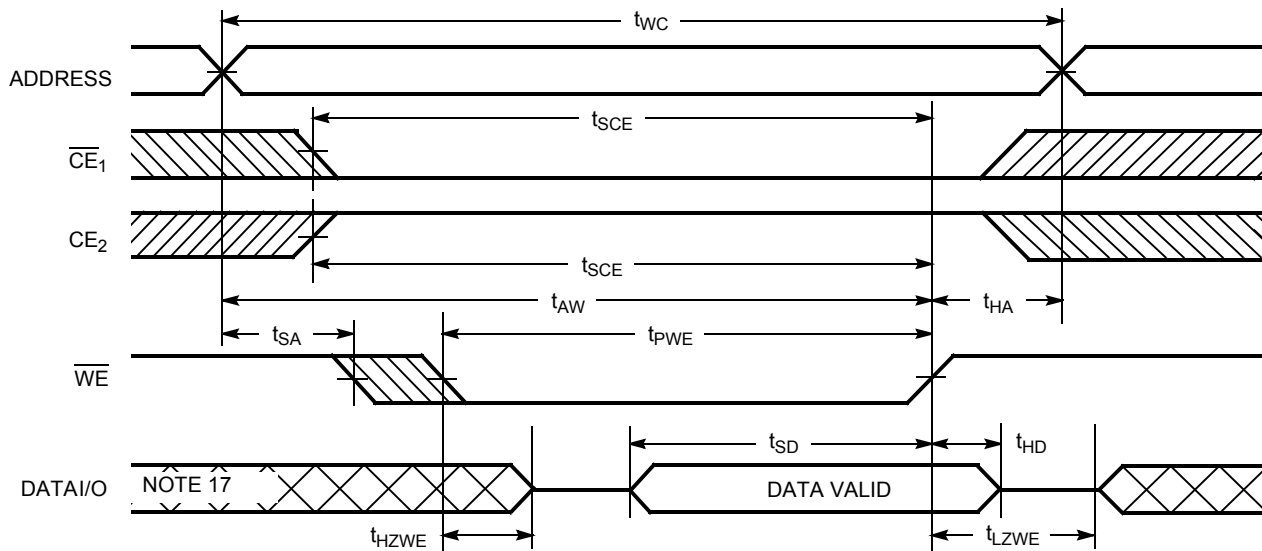 tWC
ADDRESS
tSCE
CE1
CE2
tSCE
tAW
tHA
tSA
tPWE
WE
tSD
tHD
DATAI/O
NOTE 17
DATA VALID
tHZWE
tLZWE